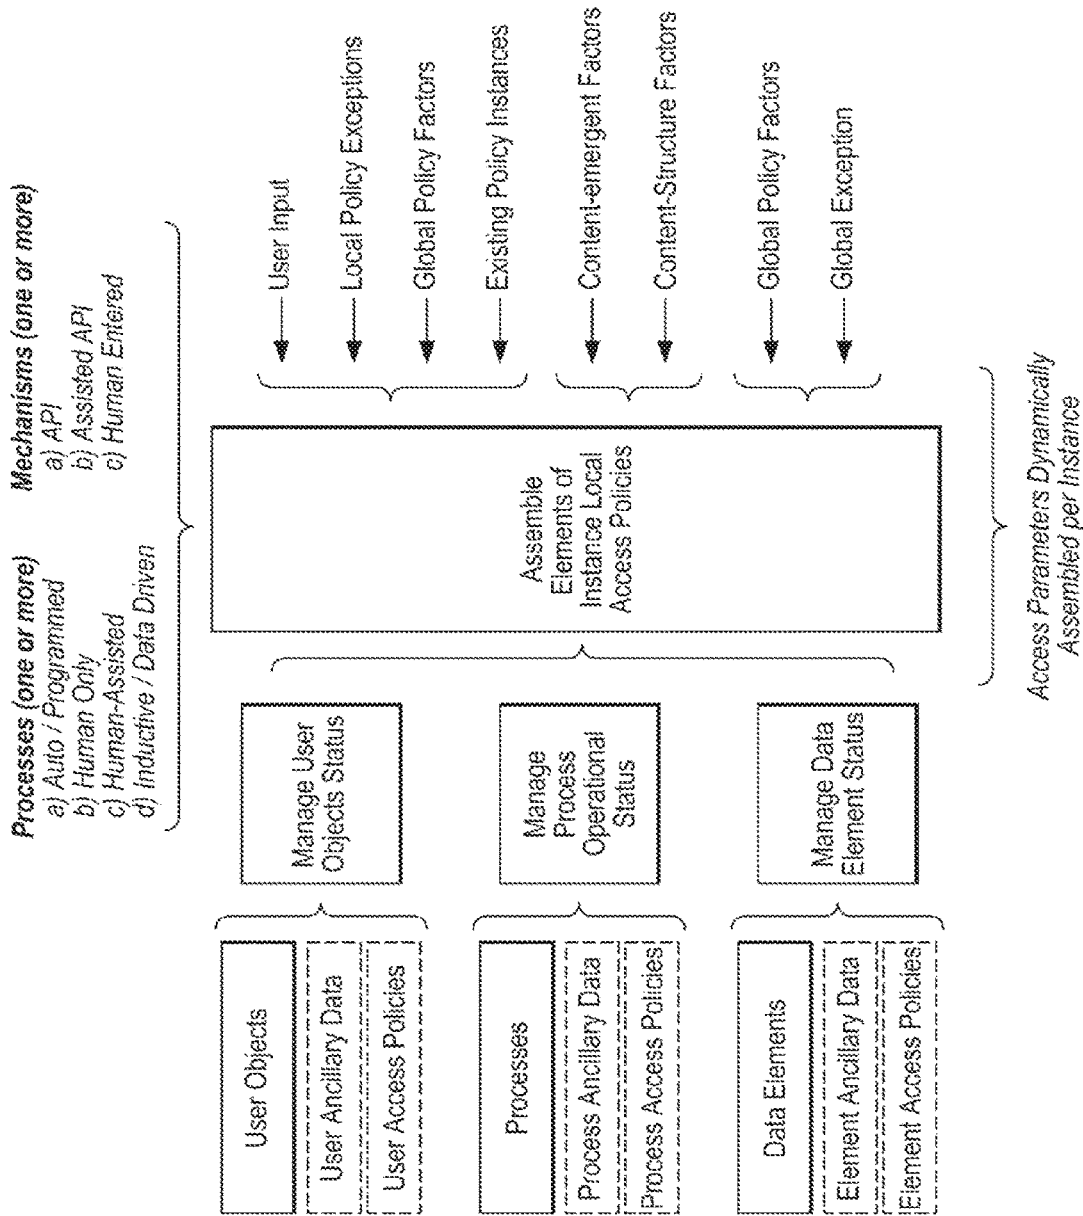 Processes (one or more)
a) Auto / Programmed
b) Human Only
c) Human-Assisted
d) Inductive / Data Driven
Mechanisms (one or more)
a) API
b) Assisted API
c) Human Entered
User Objects
User Ancillary Data
User Access Policies
Processes
Process Ancillary Data
Process Access Policies
Data Elements
Element Ancillary Data
Element Access Policies
Manage User
Objects Status
Manage
Process
Operational
Status
Manage Data
Element Status
Assemble
Elements of
Instance Local
Access Policies
User Input
Local Policy Exceptions
Global Policy Factors
Existing Policy Instances
Content-emergent Factors
Content-Structure Factors
Global Policy Factors
Global Exception
Access Parameters Dynamically
Assembled per Instance